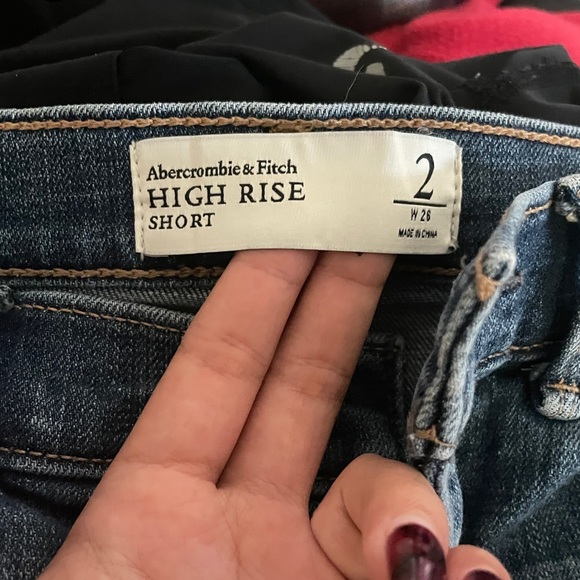 Abercrombie & Fitch
HIGH RISE
SHORT
2
W 26
MADE IN CHINA